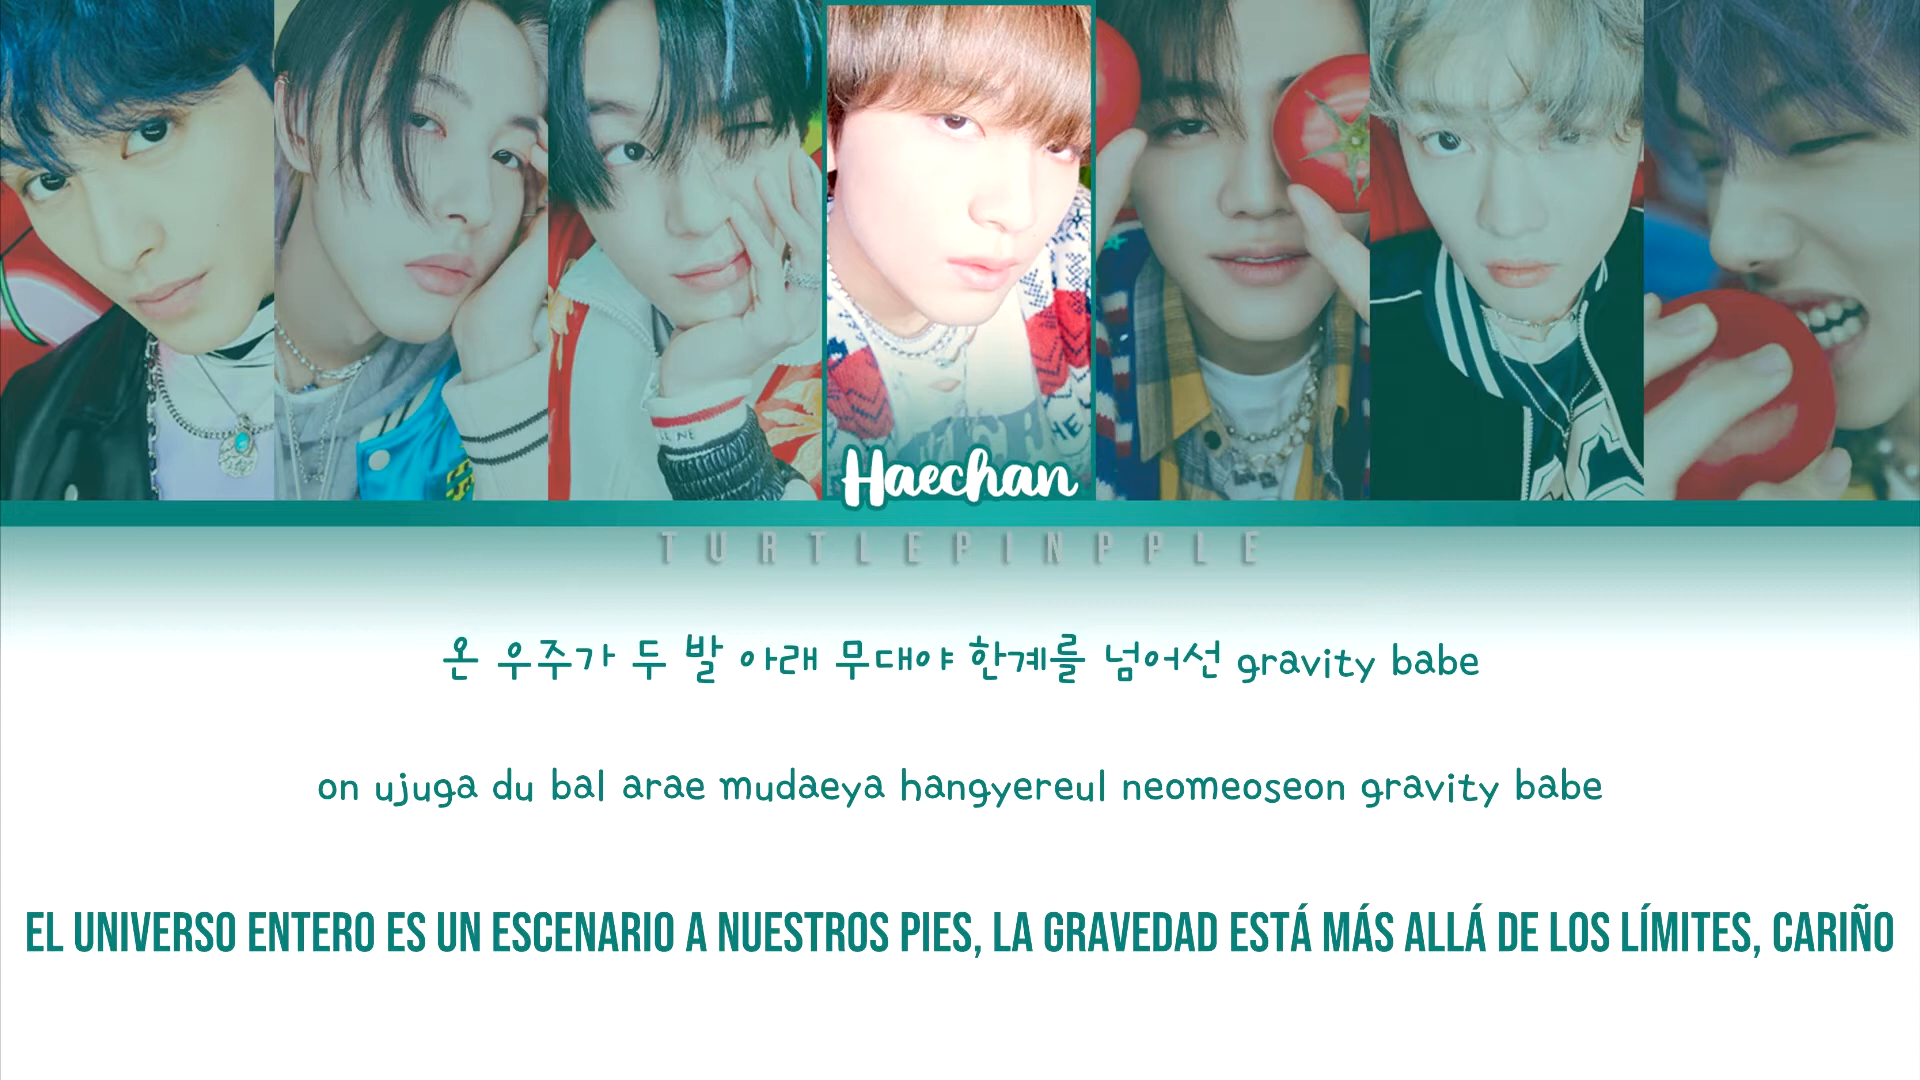 Haechan
TURTLEPINPPLE
온 우주가 두 발 아래 무대야 한계를 넘어선 gravity babe
on ujuga du bal arae mudaeya hangyereul neomeoseon gravity babe
EL UNIVERSO ENTERO ES UN ESCENARIO A NUESTROS PIES, LA GRAVEDAD ESTÁ MÁS ALLÁ DE LOS LÍMITES, CARIÑO